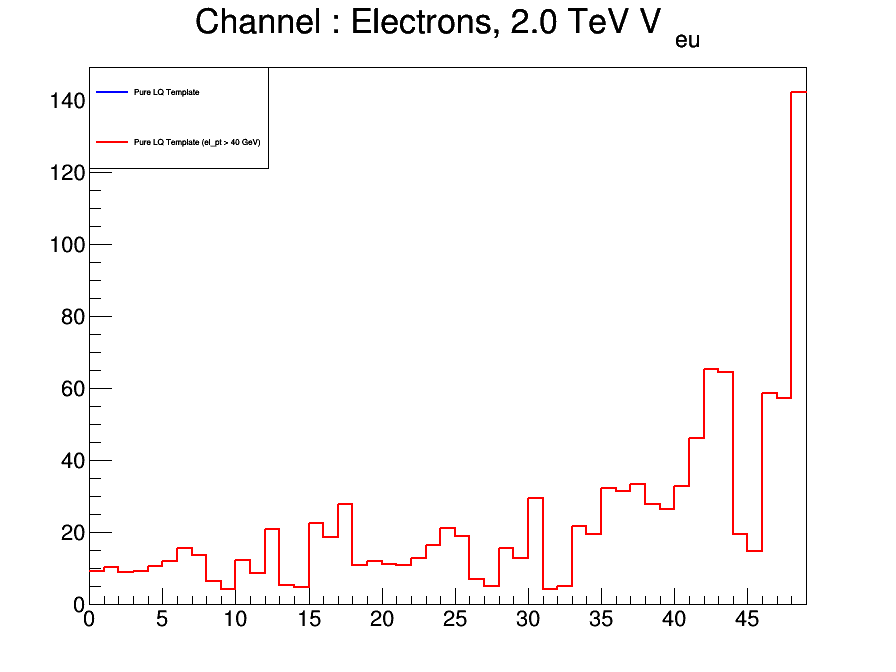 Channel : Electrons, 2.0 TeV V eu
Pure LQ Template
Pure LQ Template (el_pt > 40 GeV)
140
120
100
80
60
40
20
0
0 5 10 15 20 25 30 35 40 45